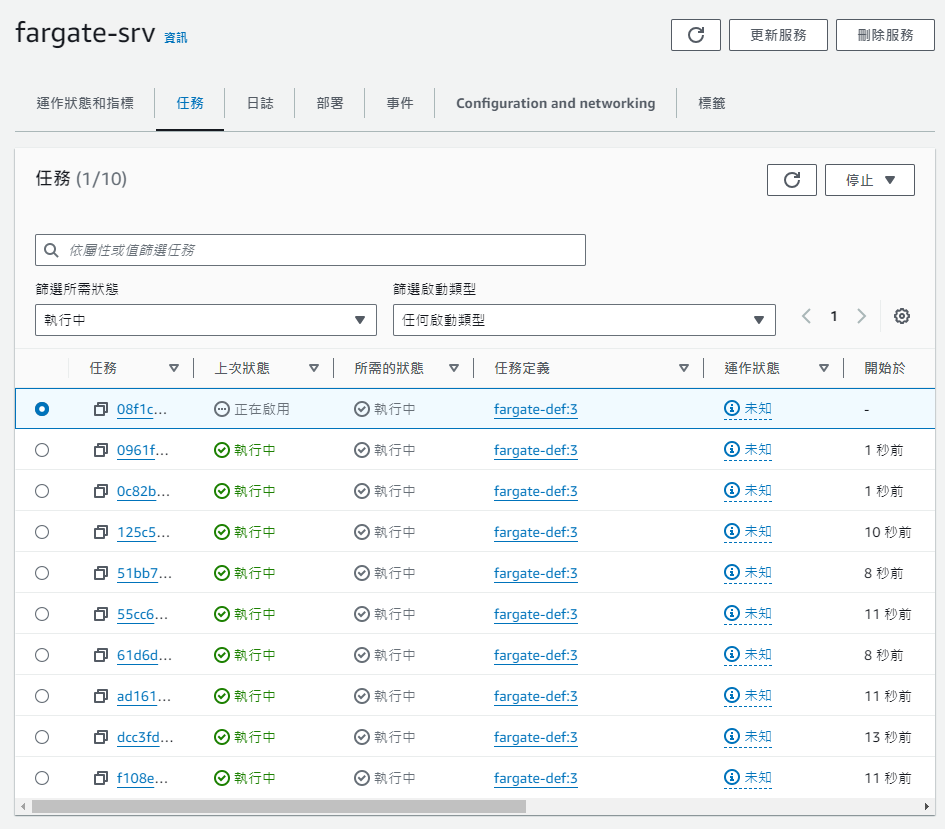 fargate-srv 資訊 更新服務 刪除服務
運作狀態和指標 任務 日誌 部署 事件 Configuration and networking 標籤
任務 (1/10) 停止
依屬性或值篩選任務
篩選所需狀態 篩選啟動類型
執行中 任何啟動類型 1
任務 上次狀態 所需的狀態 任務定義 運作狀態 開始於
08f1c... 正在啟用 執行中 fargate-def:3 未知 -
0961f... 執行中 執行中 fargate-def:3 未知 1 秒前
0c82b... 執行中 執行中 fargate-def:3 未知 1 秒前
125c5... 執行中 執行中 fargate-def:3 未知 10 秒前
51bb7... 執行中 執行中 fargate-def:3 未知 8 秒前
55cc6... 執行中 執行中 fargate-def:3 未知 11 秒前
61d6d... 執行中 執行中 fargate-def:3 未知 8 秒前
ad161... 執行中 執行中 fargate-def:3 未知 11 秒前
dcc3fd... 執行中 執行中 fargate-def:3 未知 13 秒前
f108e... 執行中 執行中 fargate-def:3 未知 11 秒前